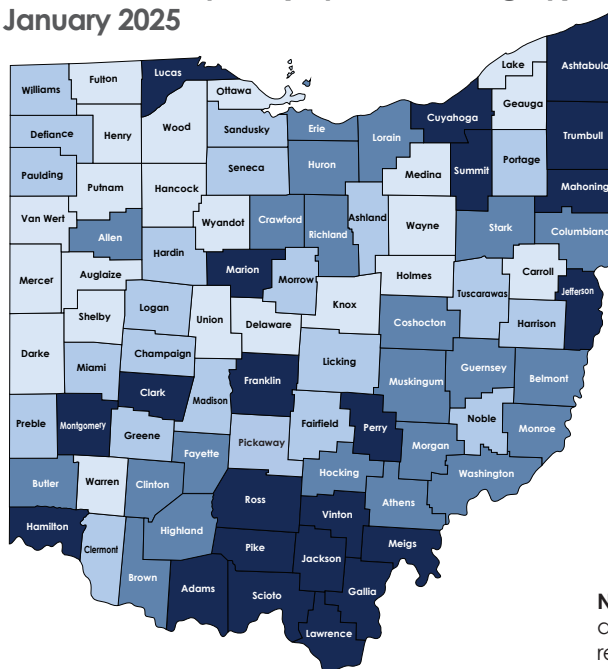 January 2025
Lake
Ashtabula
Lucas
Fulton
Williams
Ottawa
Geauga
Cuyahoga
Wood
Sandusky
Erie
Lorain
Defiance
Henry
Trumbull
Portage
Summit
Huron
Seneca
Paulding
Medina
Mahoning
Putnam
Hancock
Van Wert
Wyandot
Crawford
Richland
Ashland
Wayne
Stark
Columbiana
Allen
Hardin
Marion
Carroll
Mercer
Auglaize
Morrow
Holmes
Tuscarawas
Jefferson
Logan
Knox
Shelby
Union
Delaware
Coshocton
Harrison
Darke
Champaign
Licking
Miami
Guernsey
Belmont
Muskingum
Clark
Franklin
Madison
Preble
Montgomery
Greene
Fairfield
Perry
Noble
Monroe
Pickaway
Morgan
Fayette
Hocking
Washington
Butler
Warren
Clinton
Ross
Athens
Vinton
Hamilton
Highland
Clermont
Pike
Meigs
Jackson
Brown
Adams
Scioto
Gallia
Lawrence